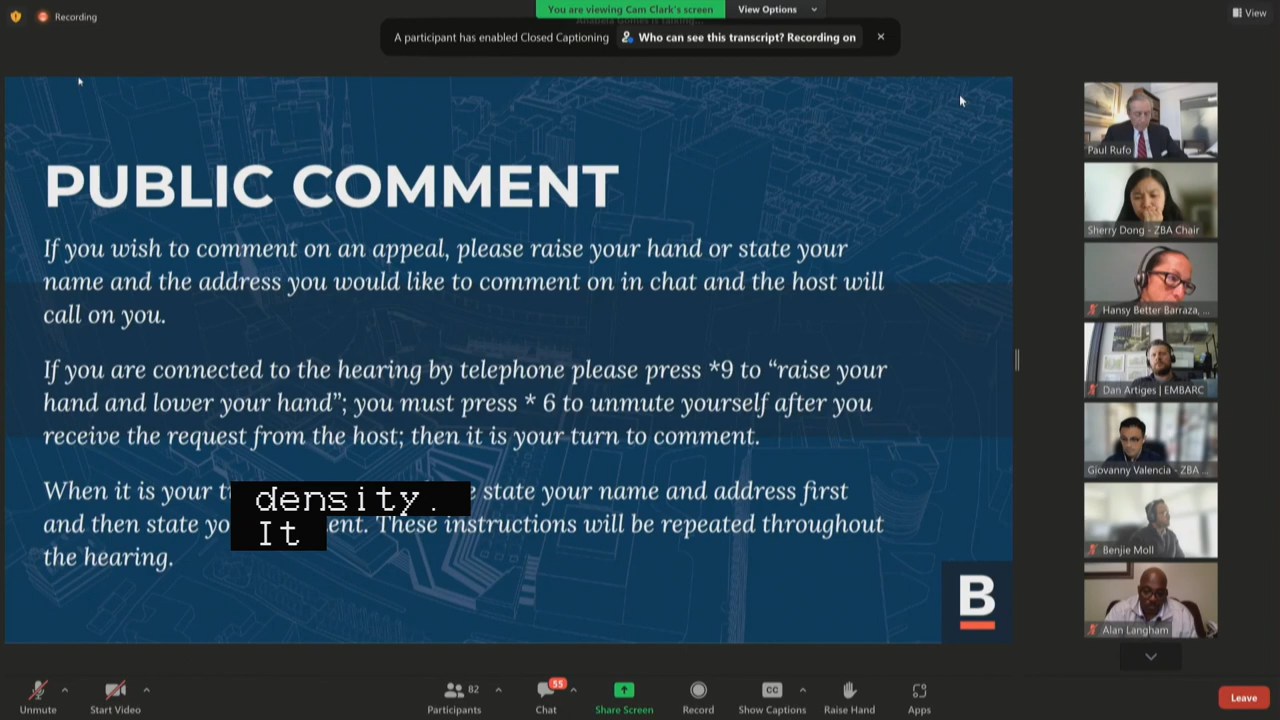 You are viewing Cam Clark's screen
View Options
Recording
View
A participant has enabled Closed Captioning
Who can see this transcript? Recording on
PUBLIC COMMENT
If you wish to comment on an appeal, please raise your hand or state your
name and the address you would like to comment on in chat and the host will
call on you.
If you are connected to the hearing by telephone please press *9 to “raise your
hand and lower your hand”; you must press * 6 to unmute yourself after you
receive the request from the host; then it is your turn to comment.
When it is your state your name and address first
and then state These instructions will be repeated throughout
the hearing.
density.
It
B
Paul Rufo
Sherry Dong - ZBA Chair
Hansy Better Barraza, ...
Dan Artiges | EMBARC
Giovanny Valencia - ZBA ...
Benjie Moll
Alan Langham
Unmute
Start Video
Participants
82
Chat
55
Share Screen
Record
CC
Show Captions
Raise Hand
Apps
Leave